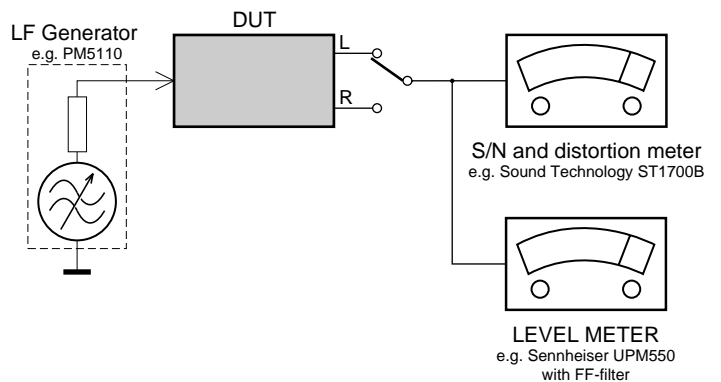 LF Generator
e.g. PM5110
DUT
L
R
S/N and distortion meter
e.g. Sound Technology ST1700B
LEVEL METER
e.g. Sennheiser UPM550
with FF-filter